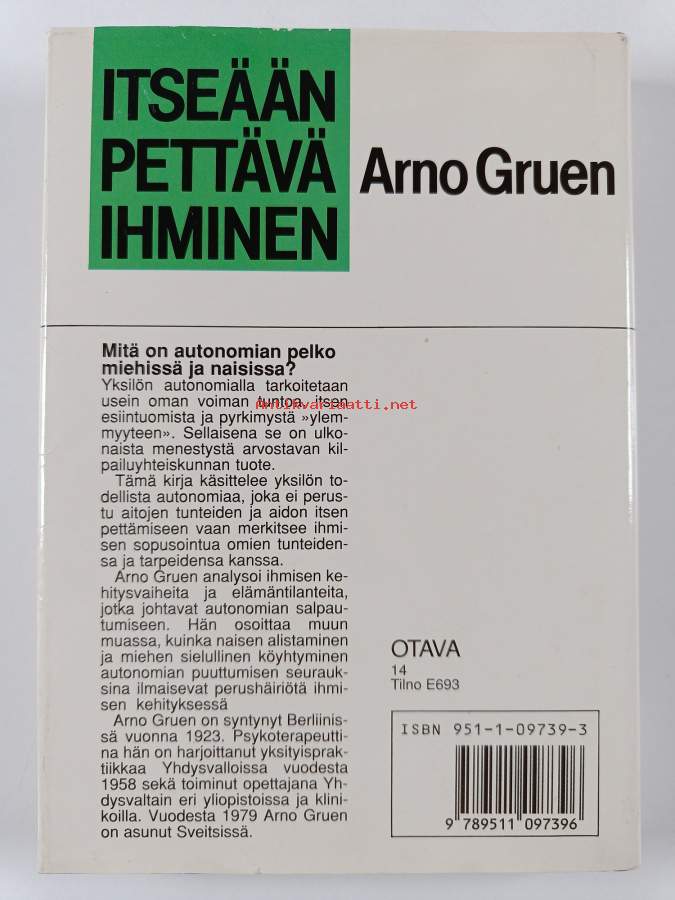 ITSEÄÄN
PETTÄVÄ
IHMINEN
Arno Gruen
Mitä on autonomian pelko
miehissä ja naisissa?
Yksilön autonomialla tarkoitetaan
usein oman voiman tuntoa, itsen
esiintuomista ja pyrkimystä »ylem-
myyteen». Sellaisena se on ulko-
naista menestystä arvostavan kil-
pailuyhteiskunnan tuote.
Tämä kirja käsittelee yksilön to-
dellista autonomiaa, joka ei perus-
tu aitojen tunteiden ja aidon itsen
pettämiseen vaan merkitsee ihmi-
sen sopusointua omien tunteiden-
sa ja tarpeidensa kanssa.
Arno Gruen analysoi ihmisen ke-
hitysvaiheita ja elämäntilanteita,
jotka johtavat autonomian salpau-
tumiseen. Hän osoittaa muun
muassa, kuinka naisen alistaminen
ja miehen sielullinen köyhtyminen
autonomian puuttumisen seurauk-
sina ilmaisevat perushäiriötä ihmi-
sen kehityksessä
Arno Gruen on syntynyt Berliinis-
sä vuonna 1923. Psykoterapeutti-
na hän on harjoittanut yksityisprak-
tiikkaa Yhdysvalloissa vuodesta
1958 sekä toiminut opettajana Yh-
dysvaltain eri yliopistoissa ja klini-
koilla. Vuodesta 1979 Arno Gruen
on asunut Sveitsissä.
Antikvariaatti.net
OTAVA
14
Tilno E693
ISBN 951-1-09739-3
9 789511 097396